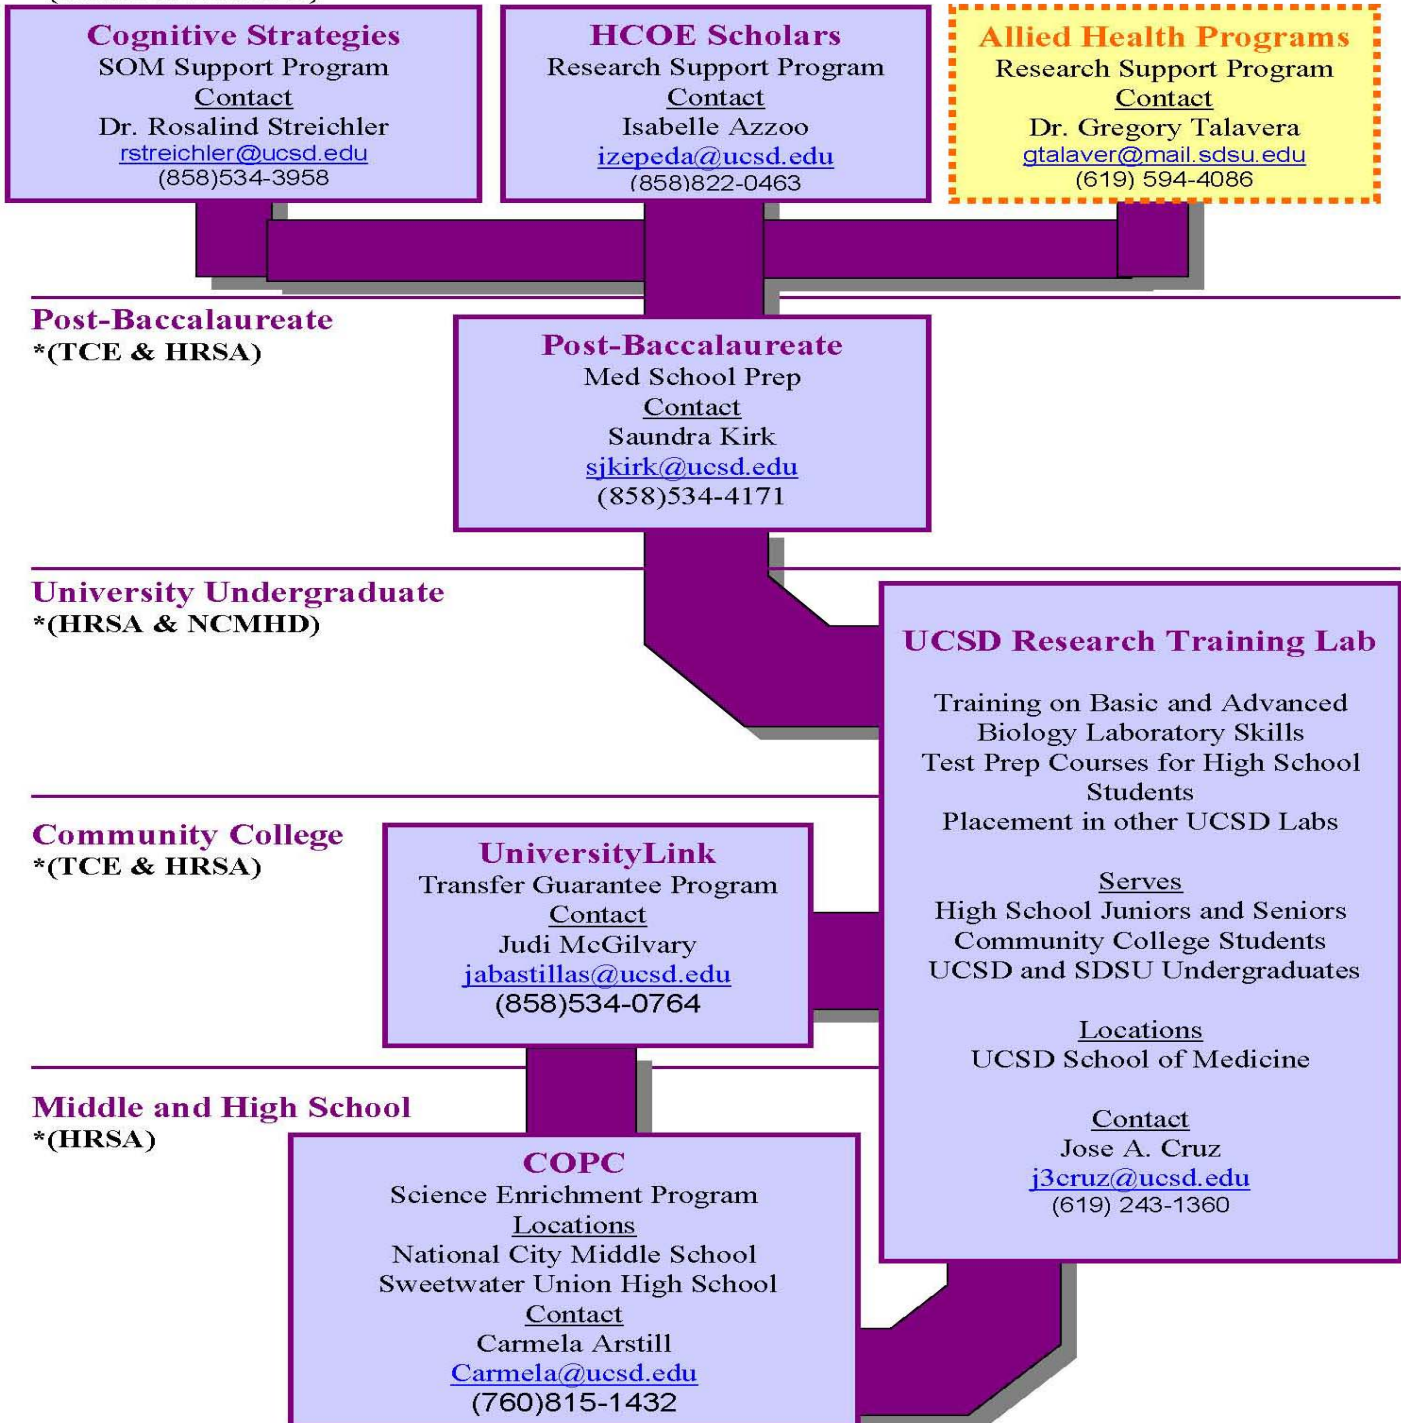 Cognitive Strategies
SOM Support Program
Contact
Dr. Rosalind Streichler
rstreichler@ucsd.edu
(858)534-3958
HCOE Scholars
Research Support Program
Contact
Isabelle Azzoo
izepeda@ucsd.edu
(858)822-0463
Allied Health Programs
Research Support Program
Contact
Dr. Gregory Talavera
gtalaver@mail.sdsu.edu
(619) 594-4086
Post-Baccalaureate
*(TCE & HRSA)
Post-Baccalaureate
Med School Prep
Contact
Saundra Kirk
sjkirk@ucsd.edu
(858)534-4171
University Undergraduate
*(HRSA & NCMHD)
UCSD Research Training Lab
Training on Basic and Advanced
Biology Laboratory Skills
Test Prep Courses for High School
Students
Placement in other UCSD Labs
Serves
High School Juniors and Seniors
Community College Students
UCSD and SDSU Undergraduates
Locations
UCSD School of Medicine
Contact
Jose A. Cruz
j3cruz@ucsd.edu
(619) 243-1360
Community College
*(TCE & HRSA)
UniversityLink
Transfer Guarantee Program
Contact
Judi McGilvary
jabastillas@ucsd.edu
(858)534-0764
Middle and High School
*(HRSA)
COPC
Science Enrichment Program
Locations
National City Middle School
Sweetwater Union High School
Contact
Carmela Arstill
Carmela@ucsd.edu
(760)815-1432